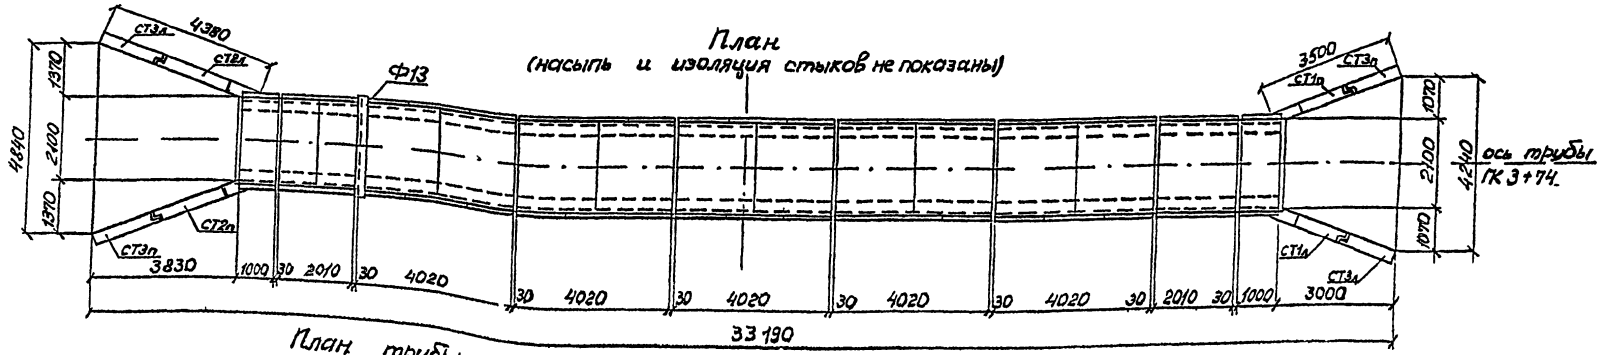 План
(насыпь и изоляция стыков не показаны)
4380
СТ3л
СТ2л
Ф13
3500
СТ3п
СТ1п
1370
2100
1370
4840
1070
2100
1070
4240
ось трубы
ПК 3+74
СТ2п
СТ3п
СТ1л
СТ3л
3830 1000 30 2010 30 4020 30 4020 30 4020 30 4020 30 4020 30 2010 30 1000 3000
33190
План трубы